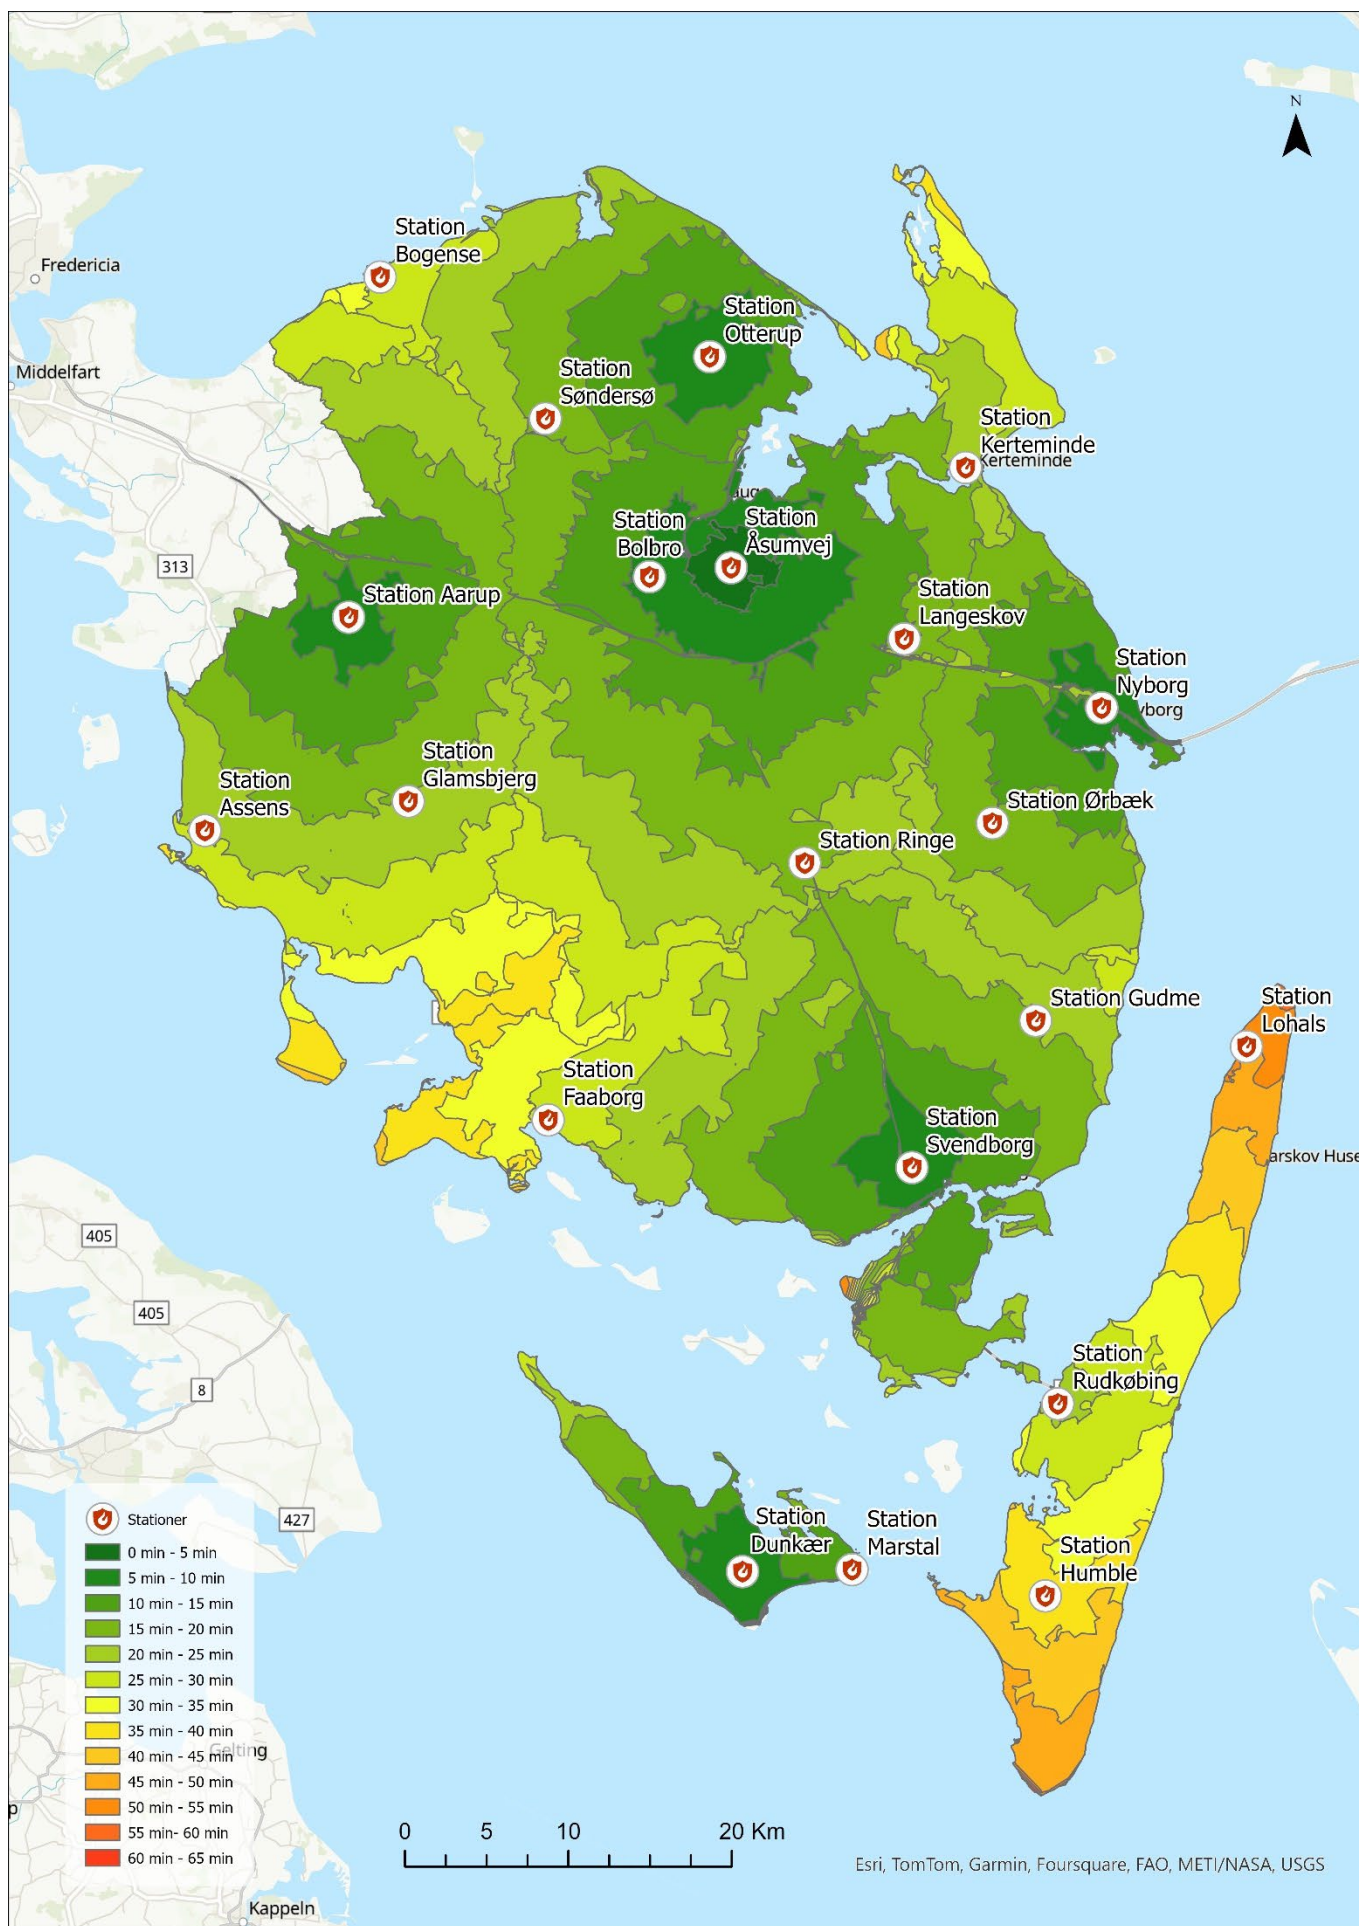 N
Station
Bogense
Fredericia
Station
Otterup
Middelfart
Station
Søndersø
Station
Kerteminde
Kerteminde
Station
Bolbro
Station
Åsumvej
313
Station Aarup
Station
Langeskov
Station
Nyborg
yborg
Station
Glamsbjerg
Station
Assens
Station Ørbæk
Station Ringe
Station Gudme
Station
Lohals
Station
Faaborg
Station
Svendborg
arskov Huse
405
405
8
Station
Rudkøbing
427
Station
Dunkær
Station
Marstal
Station
Humble
Stationer
0 min - 5 min
5 min - 10 min
10 min - 15 min
15 min - 20 min
20 min - 25 min
25 min - 30 min
30 min - 35 min
35 min - 40 min
40 min - 45 min
45 min - 50 min
50 min - 55 min
55 min- 60 min
60 min - 65 min
Gelting
p
0 5 10 20 Km
Esri, TomTom, Garmin, Foursquare, FAO, METI/NASA, USGS
Kappeln